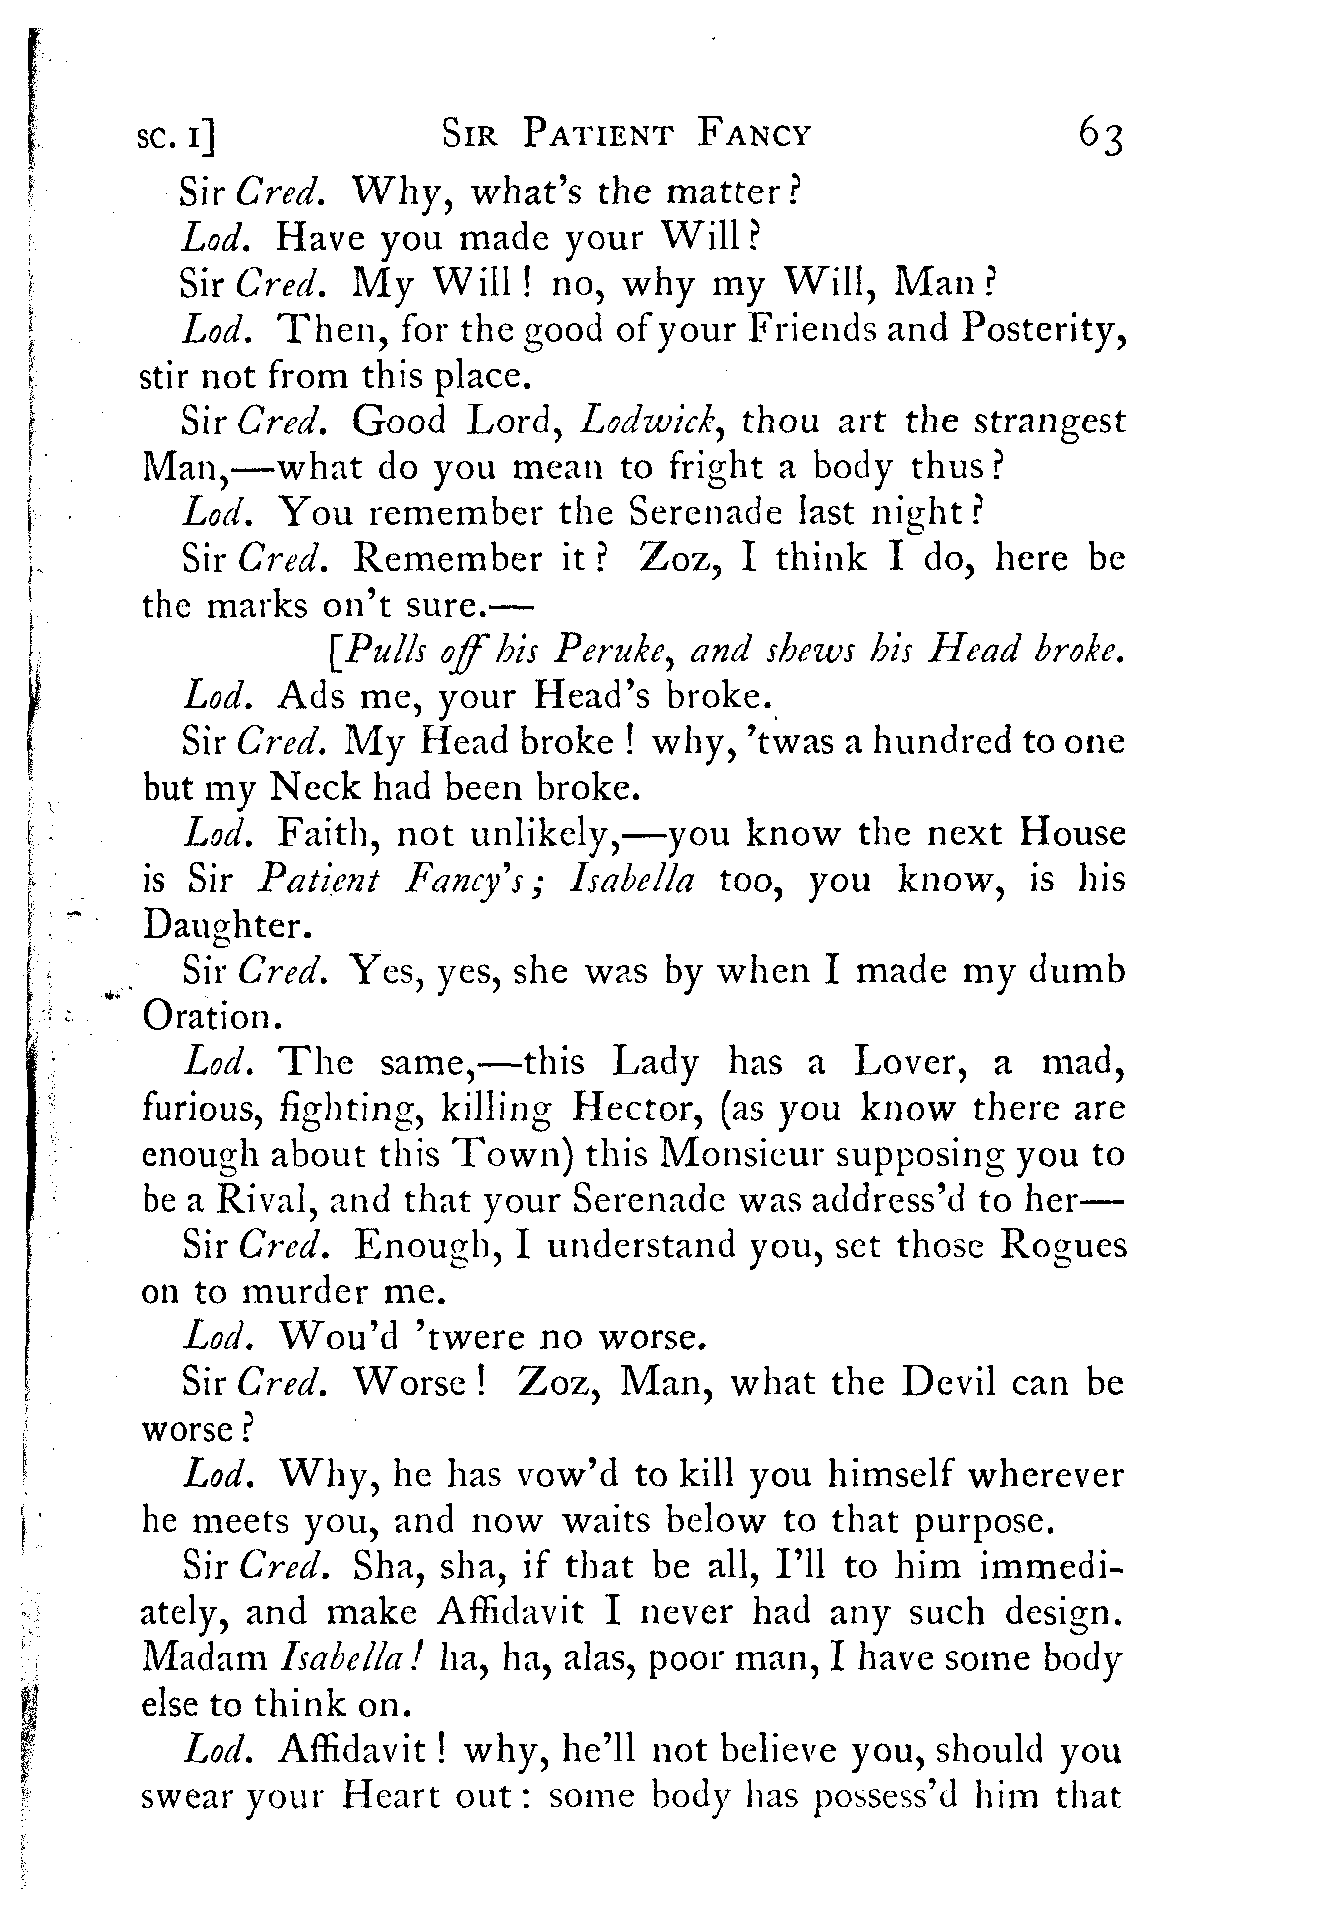 SC. I] SIR PATIENT FANCY 63
Sir Cred. Why, what's the matter?
Lod. Have you made your Will?
Sir Cred. My Will! no, why my Will, Man?
Lod. Then, for the good of your Friends and Posterity,
stir not from this place.
Sir Cred. Good Lord, Lodwick, thou art the strangest
Man,—what do you mean to fright a body thus?
Lod. You remember the Serenade last night?
Sir Cred. Remember it? Zoz, I think I do, here be
the marks on't sure.—
[Pulls off his Peruke, and shews his Head broke.
Lod. Ads me, your Head's broke.
Sir Cred. My Head broke! why, 'twas a hundred to one
but my Neck had been broke.
Lod. Faith, not unlikely,—you know the next House
is Sir Patient Fancy's; Isabella too, you know, is his
Daughter.
Sir Cred. Yes, yes, she was by when I made my dumb
Oration.
Lod. The same,—this Lady has a Lover, a mad,
furious, fighting, killing Hector, (as you know there are
enough about this Town) this Monsieur supposing you to
be a Rival, and that your Serenade was address'd to her—
Sir Cred. Enough, I understand you, set those Rogues
on to murder me.
Lod. Wou'd 'twere no worse.
Sir Cred. Worse! Zoz, Man, what the Devil can be
worse?
Lod. Why, he has vow'd to kill you himself wherever
he meets you, and now waits below to that purpose.
Sir Cred. Sha, sha, if that be all, I'll to him immedi-
ately, and make Affidavit I never had any such design.
Madam Isabella! ha, ha, alas, poor man, I have some body
else to think on.
Lod. Affidavit! why, he'll not believe you, should you
swear your Heart out: some body has possess'd him that